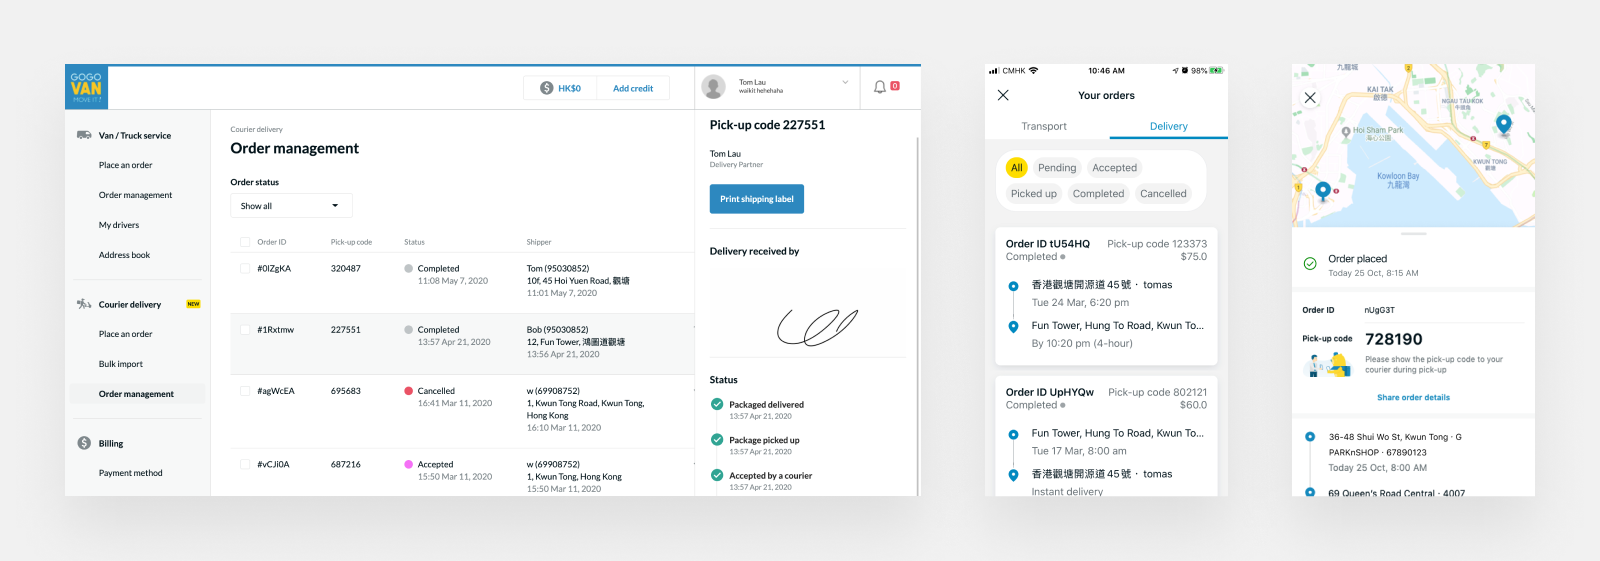 GOGO
VAN
MOVE IT!
HK$0
Add credit
Tom Lau
waikit hehehaha
0
Van / Truck service
Place an order
Order management
My drivers
Address book
Courier delivery
NEW
Place an order
Bulk import
Order management
Billing
Payment method
Courier delivery
Order management
Order status
Show all
Order ID Pick-up code Status Shipper
#0IZgKA 320487 Completed Tom (95030852)
11:08 May 7, 2020 10f, 45 Hoi Yuen Road, 觀塘
11:01 May 7, 2020
#1Rxtmw 227551 Completed Bob (95030852)
13:57 Apr 21, 2020 12, Fun Tower, 鴻圖道觀塘
13:56 Apr 21, 2020
#agWcEA 695683 Cancelled w (69908752)
16:41 Mar 11, 2020 1, Kwun Tong Road, Kwun Tong,
Hong Kong
16:10 Mar 11, 2020
#vCJi0A 687216 Accepted w (69908752)
15:50 Mar 11, 2020 1, Kwun Tong, Hong Kong
15:50 Mar 11, 2020
Pick-up code 227551
Tom Lau
Delivery Partner
Print shipping label
Delivery received by
Status
Packaged delivered
13:57 Apr 21, 2020
Package picked up
13:57 Apr 21, 2020
Accepted by a courier
13:57 Apr 21, 2020
CMHK 10:46 AM 98%
Your orders
Transport Delivery
All Pending Accepted
Picked up Completed Cancelled
Order ID tU54HQ Pick-up code 123373
Completed $75.0
香港觀塘開源道45號 · tomas
Tue 24 Mar, 6:20 pm
Fun Tower, Hung To Road, Kwun To...
By 10:20 pm (4-hour)
Order ID UpHYQw Pick-up code 802121
Completed $60.0
Fun Tower, Hung To Road, Kwun To...
Tue 17 Mar, 8:00 am
香港觀塘開源道45號 · tomas
Instant delivery
九龍城
KAI TAK
啟德
NGAU TAU KOK
牛頭角
Hoi Sham Park
海心公園
7
KWUN TONG
觀塘
Kowloon Bay
九龍灣
1
2
Order placed
Today 25 Oct, 8:15 AM
Order ID nUgG3T
Pick-up code 728190
Please show the pick-up code to your
courier during pick-up
Share order details
36-48 Shui Wo St, Kwun Tong · G
PARKnSHOP · 67890123
Today 25 Oct, 8:00 AM
69 Queen's Road Central · 4007